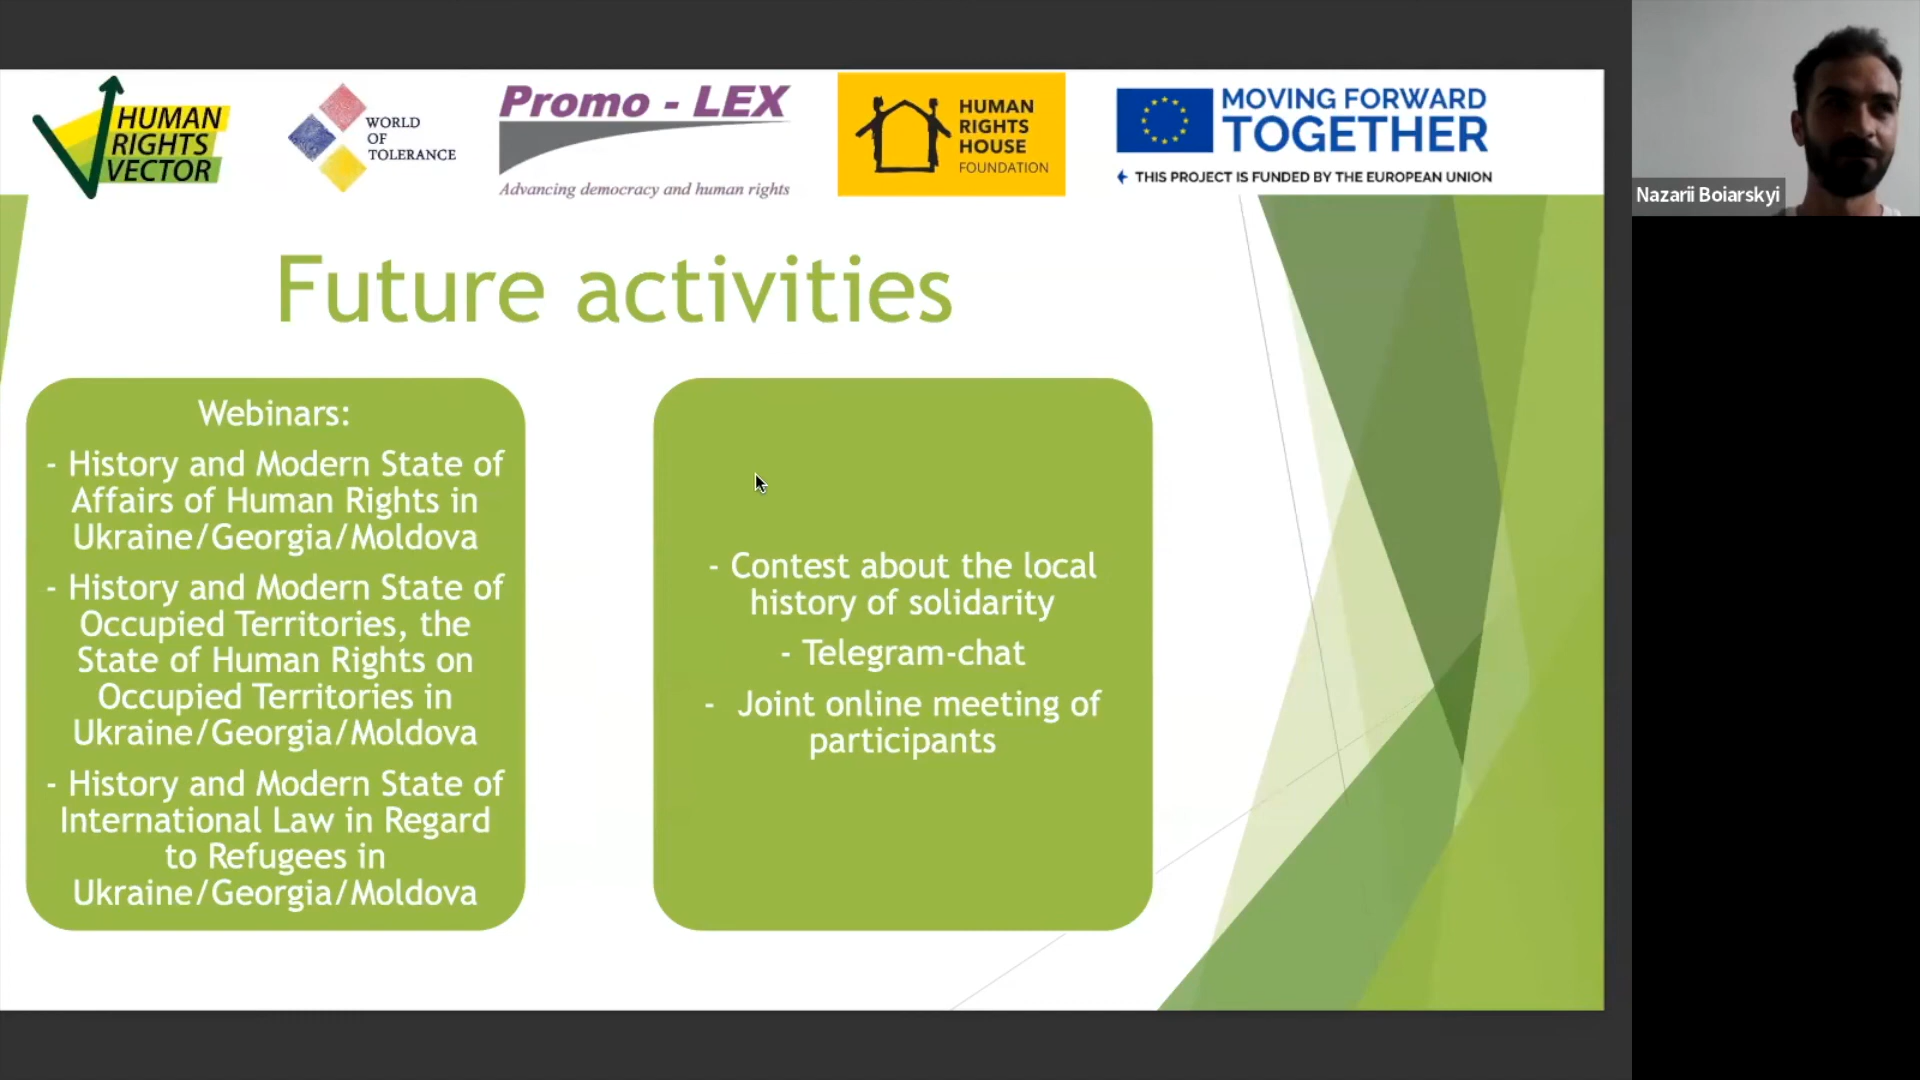 HUMAN
RIGHTS
VECTOR
WORLD
OF
TOLERANCE
Promo - LEX
Advancing democracy and human rights
HUMAN
RIGHTS
HOUSE
FOUNDATION
MOVING FORWARD
TOGETHER
THIS PROJECT IS FUNDED BY THE EUROPEAN UNION
Nazarii Boiarskyi
Future activities
Webinars:
- History and Modern State of
Affairs of Human Rights in
Ukraine/Georgia/Moldova
- History and Modern State of
Occupied Territories, the
State of Human Rights on
Occupied Territories in
Ukraine/Georgia/Moldova
- History and Modern State of
International Law in Regard
to Refugees in
Ukraine/Georgia/Moldova
- Contest about the local
history of solidarity
- Telegram-chat
- Joint online meeting of
participants